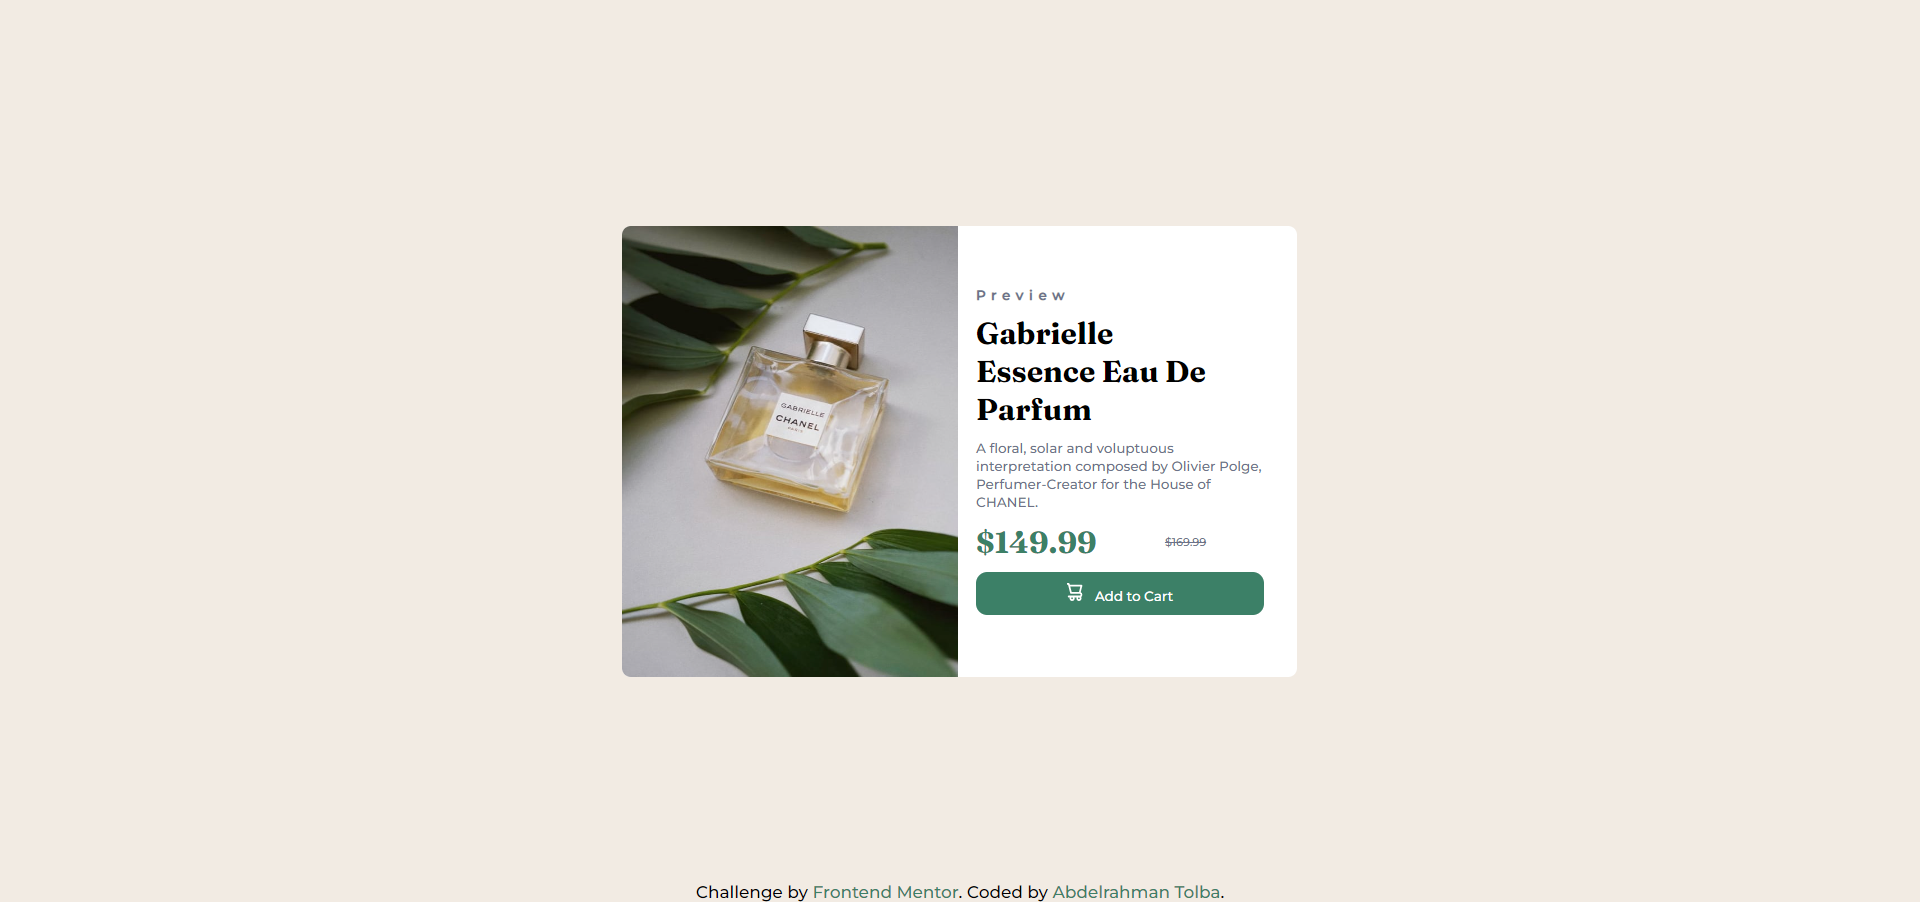 GABRIELLE
CHANEL
PARIS
Preview
Gabrielle
Essence Eau De
Parfum
A floral, solar and voluptuous
interpretation composed by Olivier Polge,
Perfumer-Creator for the House of
CHANEL.
$149.99 $169.99
Add to Cart
Challenge by Frontend Mentor. Coded by Abdelrahman Tolba.